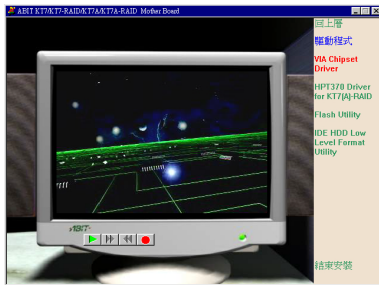 ABIT KT7/KT7-RAID/KT7A/KT7A-RAID Mother Board
回上層
驅動程式
VIA Chipset
Driver
HPT370 Driver
for KT7[A]-RAID
Flash Utility
IDE HDD Low
Level Format
Utility
ABIT
結束安裝